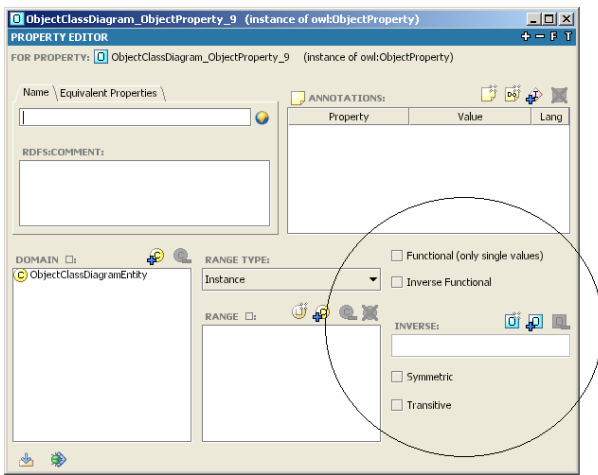 ObjectClassDiagram_ObjectProperty_9 (instance of owl:ObjectProperty)
PROPERTY EDITOR
+ − F T
FOR PROPERTY: ObjectClassDiagram_ObjectProperty_9 (instance of owl:ObjectProperty)
Name Equivalent Properties
ANNOTATIONS:
Property Value Lang
RDFS:COMMENT:
DOMAIN
ObjectClassDiagramEntity
RANGE TYPE:
Instance
RANGE
Functional (only single values)
Inverse Functional
INVERSE:
Symmetric
Transitive